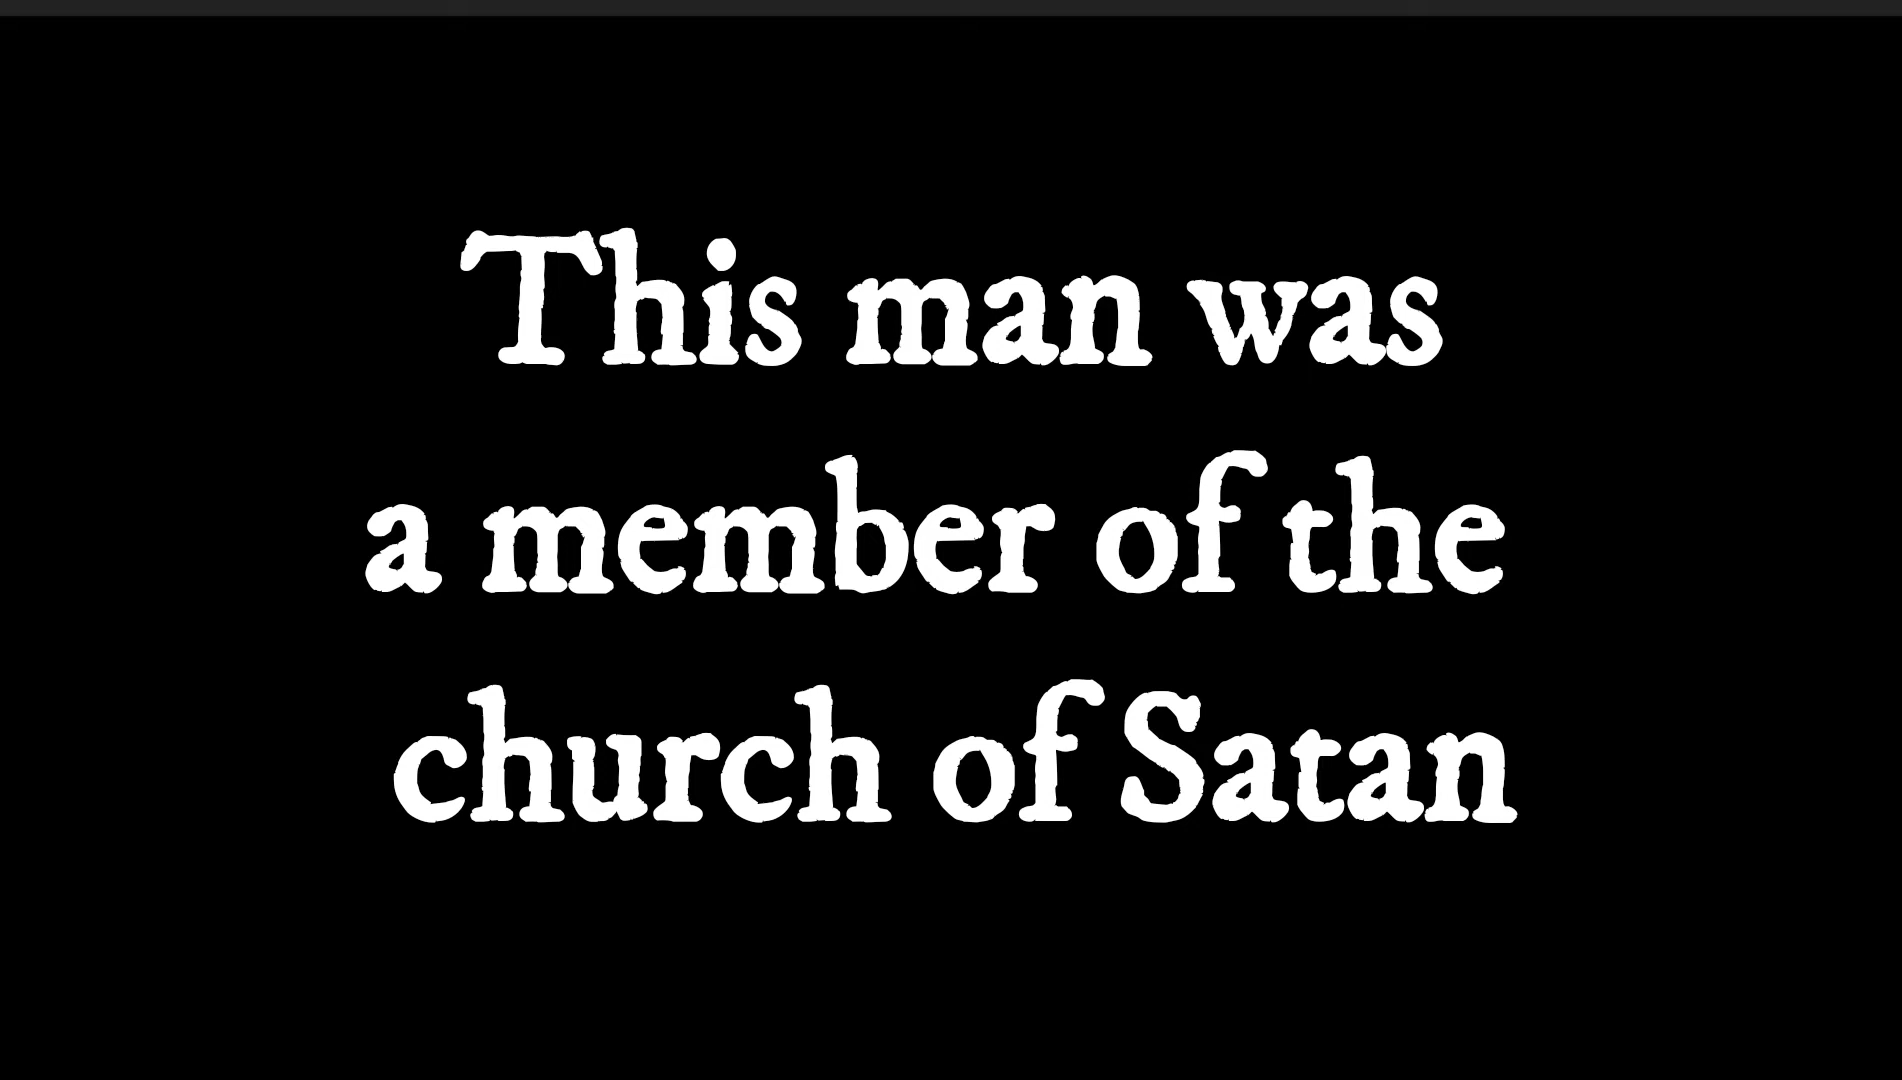 This man was
a member of the
church of Satan